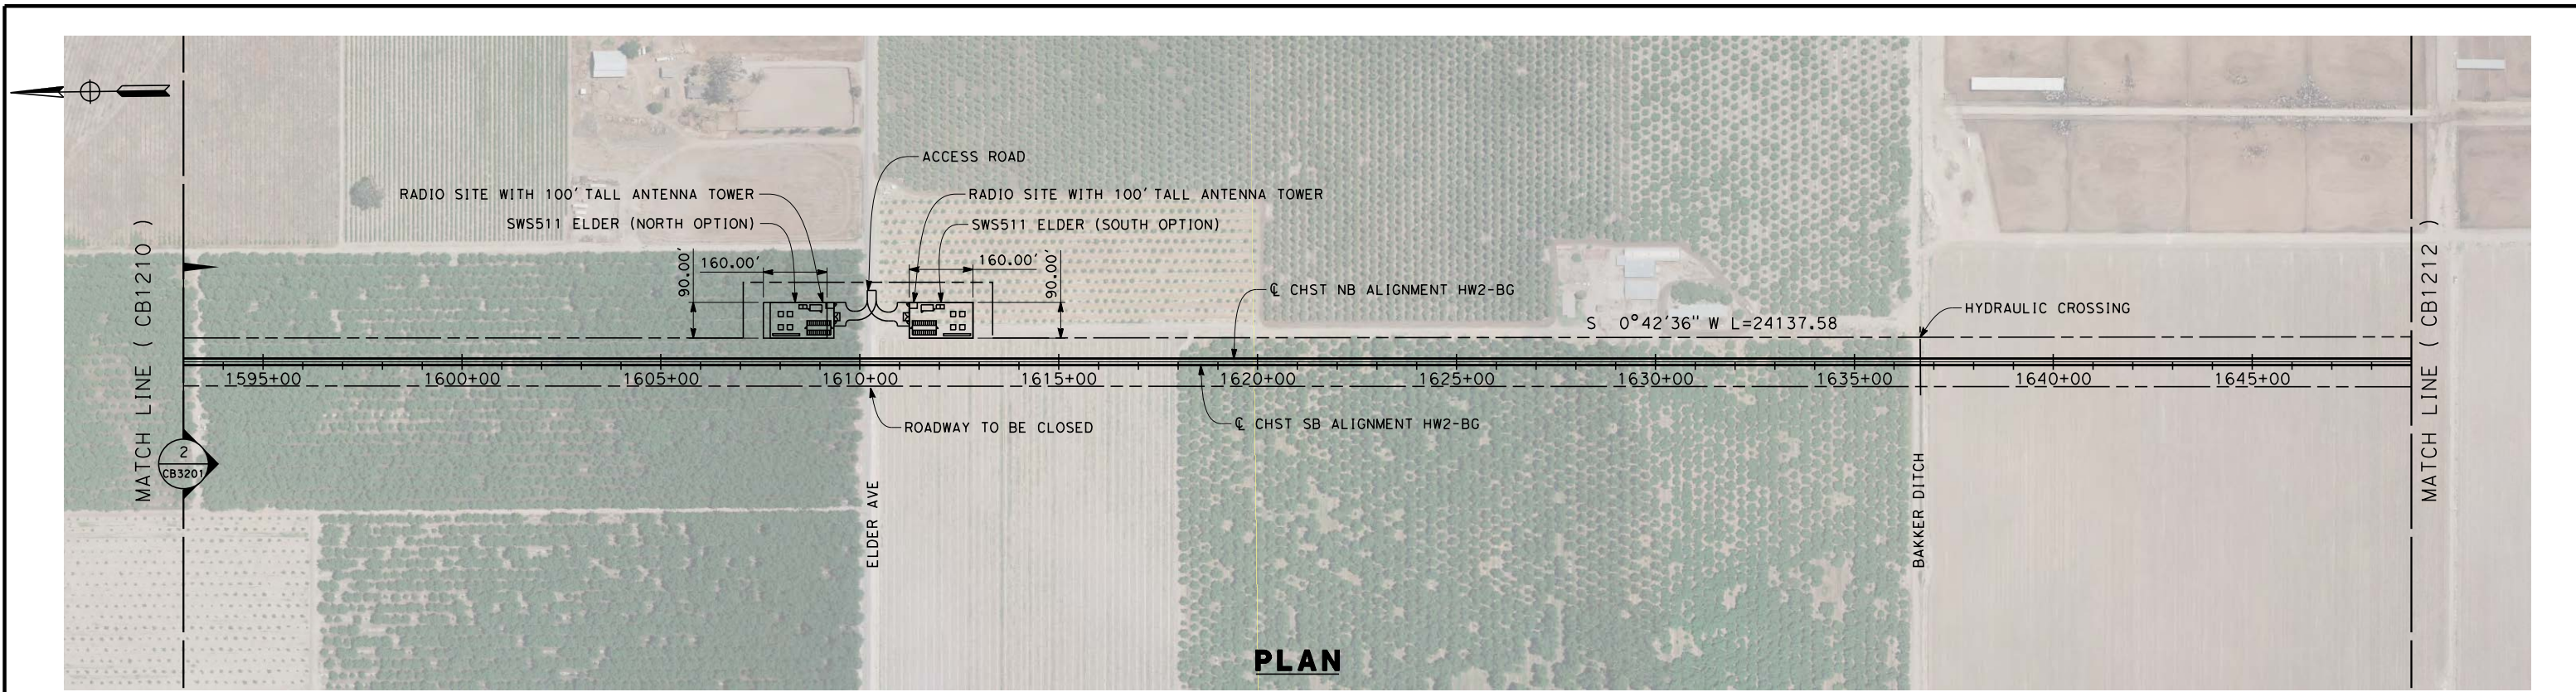 ACCESS ROAD
RADIO SITE WITH 100' TALL ANTENNA TOWER
RADIO SITE WITH 100' TALL ANTENNA TOWER
SWS511 ELDER (NORTH OPTION)
SWS511 ELDER (SOUTH OPTION)
90.00'
160.00'
160.00'
90.00'
℄ CHST NB ALIGNMENT HW2-BG
HYDRAULIC CROSSING
S 0°42'36" W L=24137.58
MATCH LINE ( CB1210 )
MATCH LINE ( CB1212 )
1595+00
1600+00
1605+00
1610+00
1615+00
1620+00
1625+00
1630+00
1635+00
1640+00
1645+00
ROADWAY TO BE CLOSED
℄ CHST SB ALIGNMENT HW2-BG
2
CB3201
ELDER AVE
BAKKER DITCH
PLAN